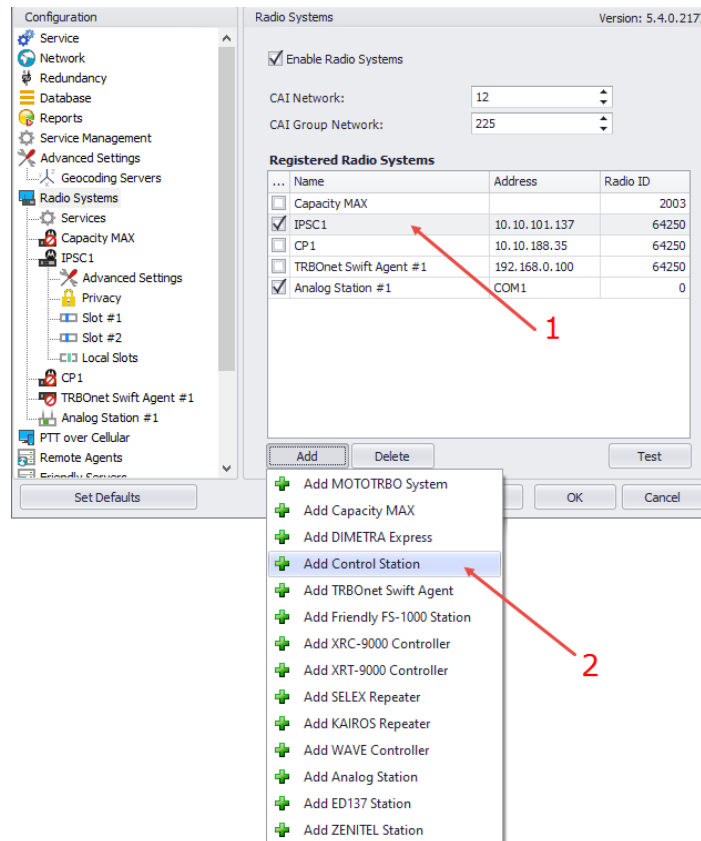 Configuration
Service
Network
Redundancy
Database
Reports
Service Management
Advanced Settings
Geocoding Servers
Radio Systems
Services
Capacity MAX
IPSC1
Advanced Settings
Privacy
Slot #1
Slot #2
Local Slots
CP1
TRBOnet Swift Agent #1
Analog Station #1
PTT over Cellular
Remote Agents
Friendly Servers
Set Defaults
Radio Systems Version: 5.4.0.217
Enable Radio Systems
CAI Network: 12
CAI Group Network: 225
Registered Radio Systems
... Name Address Radio ID
Capacity MAX 2003
IPSC1 10.10.101.137 64250
CP1 10.10.188.35 64250
TRBOnet Swift Agent #1 192.168.0.100 64250
Analog Station #1 COM1 0
1
Add Delete Test
OK Cancel
Add MOTOTRBO System
Add Capacity MAX
Add DIMETRA Express
Add Control Station
Add TRBOnet Swift Agent
Add Friendly FS-1000 Station
Add XRC-9000 Controller
Add XRT-9000 Controller
2
Add SELEX Repeater
Add KAIROS Repeater
Add WAVE Controller
Add Analog Station
Add ED137 Station
Add ZENITEL Station